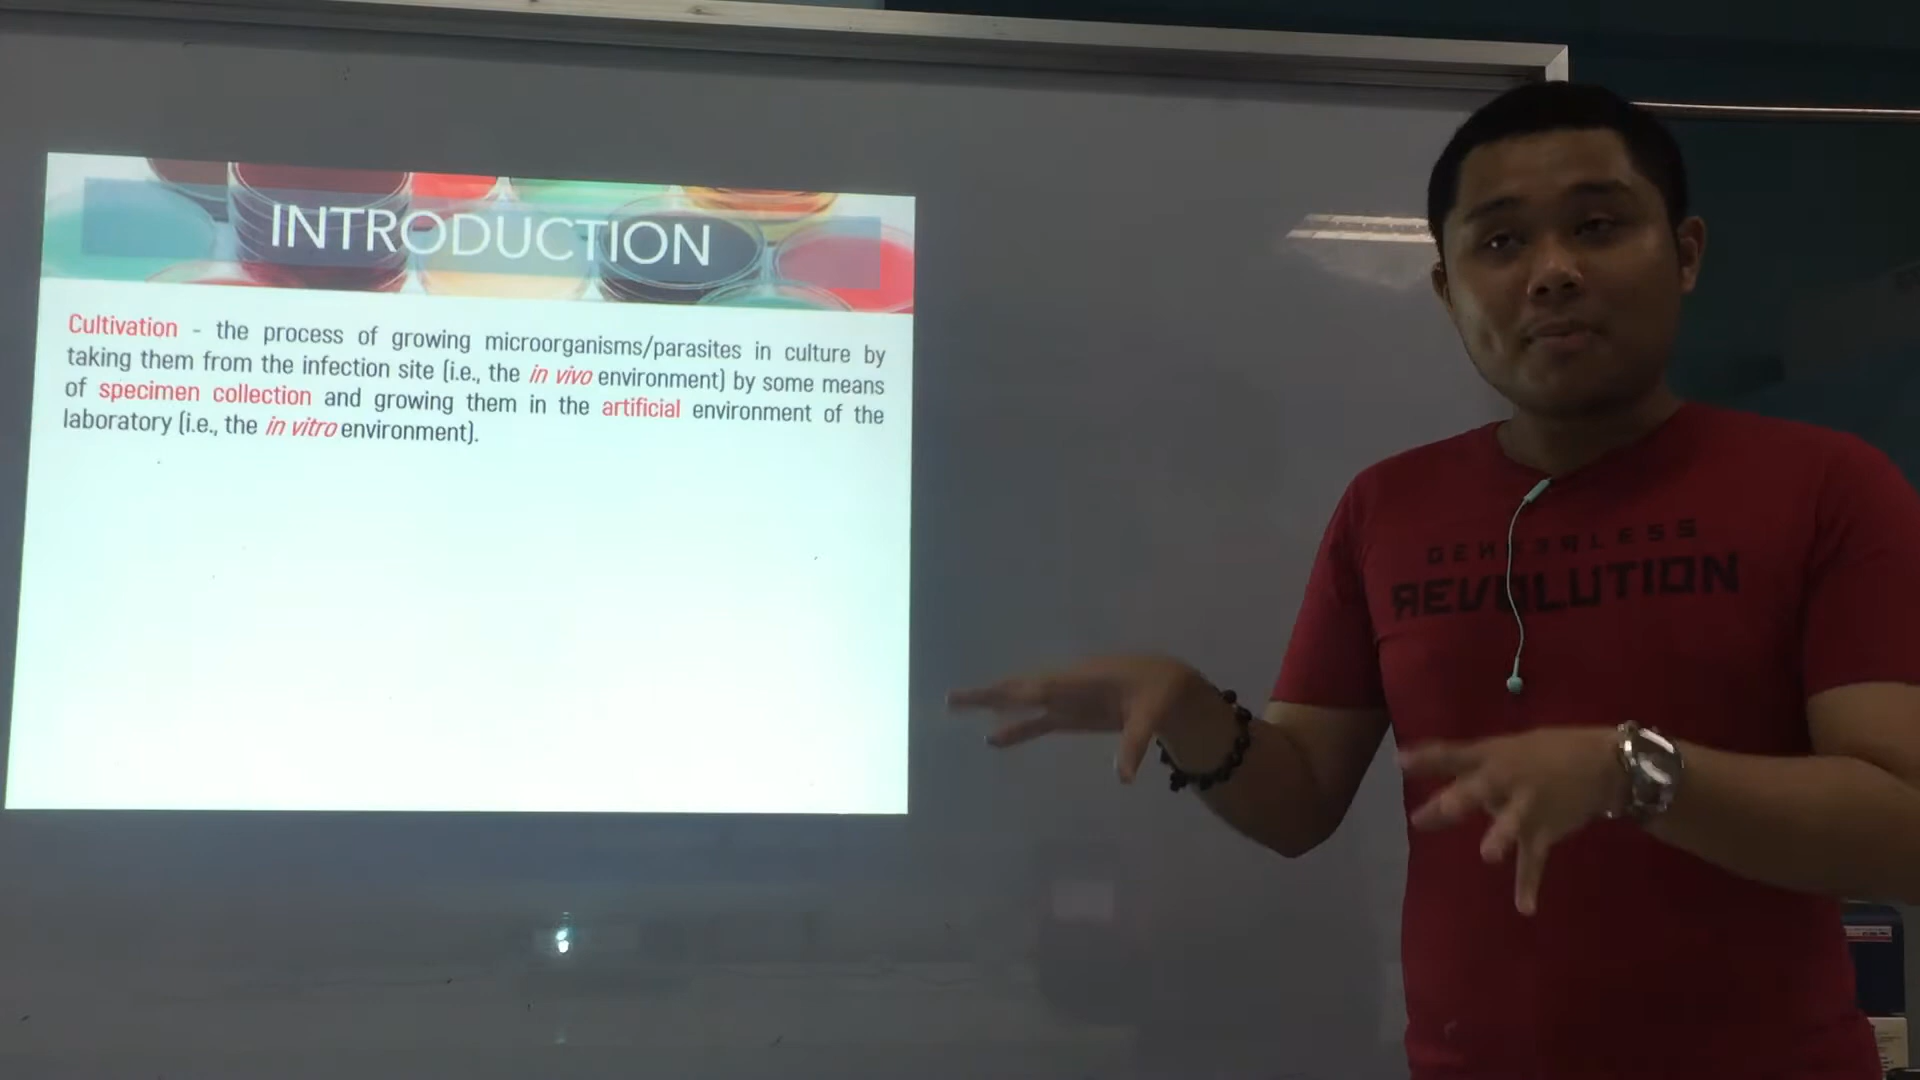 INTRODUCTION
Cultivation - the process of growing microorganisms/parasites in culture by
taking them from the infection site (i.e., the in vivo environment) by some means
of specimen collection and growing them in the artificial environment of the
laboratory (i.e., the in vitro environment).
REVOLUTION